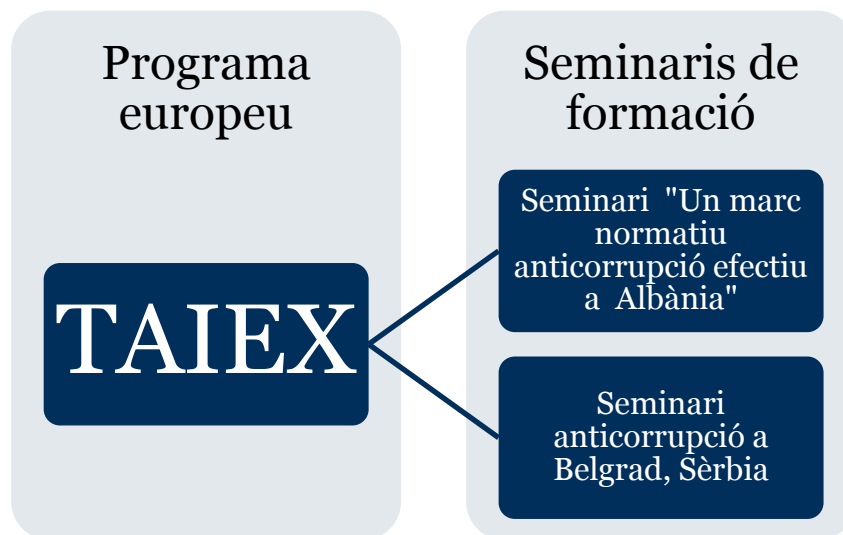 Programa
europeu
TAIEX
Seminaris de
formació
Seminari "Un marc
normatiu
anticorrupció efectiu
a Albània"
Seminari
anticorrupció a
Belgrad, Sèrbia